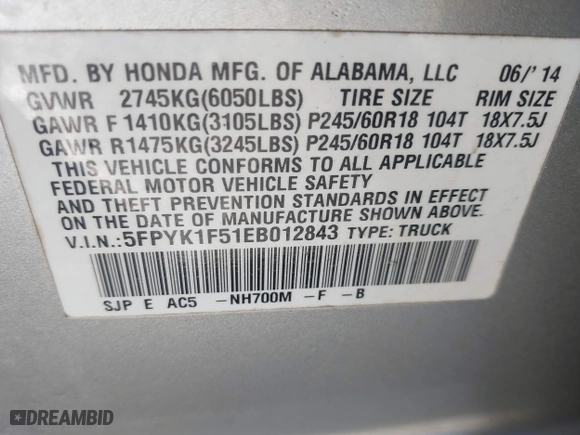 MFD. BY HONDA MFG. OF ALABAMA, LLC 06/'14
GVWR 2745KG(6050LBS) TIRE SIZE RIM SIZE
GAWR F1410KG(3105LBS) P245/60R18 104T 18X7.5J
GAWR R1475KG(3245LBS) P245/60R18 104T 18X7.5J
THIS VEHICLE CONFORMS TO ALL APPLICABLE
FEDERAL MOTOR VEHICLE SAFETY
AND THEFT PREVENTION STANDARDS IN EFFECT
ON THE DATE OF MANUFACTURE SHOWN ABOVE.
V.I.N.:5FPYK1F51EB012843 TYPE: TRUCK
SJP E AC5 -NH700M -F -B
DREAMBID